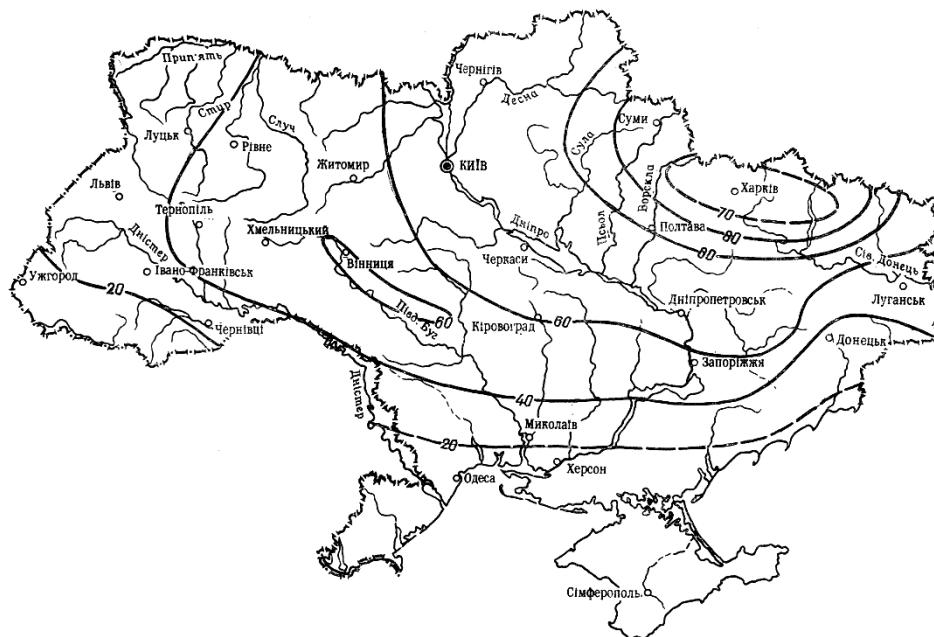 Прип'ять
Чернігів
Десна
Стир
Случ
Суми
Луцьк
Рівне
Сула
Житомир
КИЇВ
Харків
Львів
Ворскла
70
Тернопіль
Псьол
Полтава
80
Хмельницький
Дніпро
80
Дністер
Черкаси
Вінниця
Сів. Донець
Ужгород
Івано-Франківськ
Луганськ
20
Дніпропетровськ
Півд. Буг
60
Кіровоград
60
Чернівці
Донецьк
Запоріжжя
Дністер
40
Миколаїв
20
Херсон
Одеса
Сімферополь